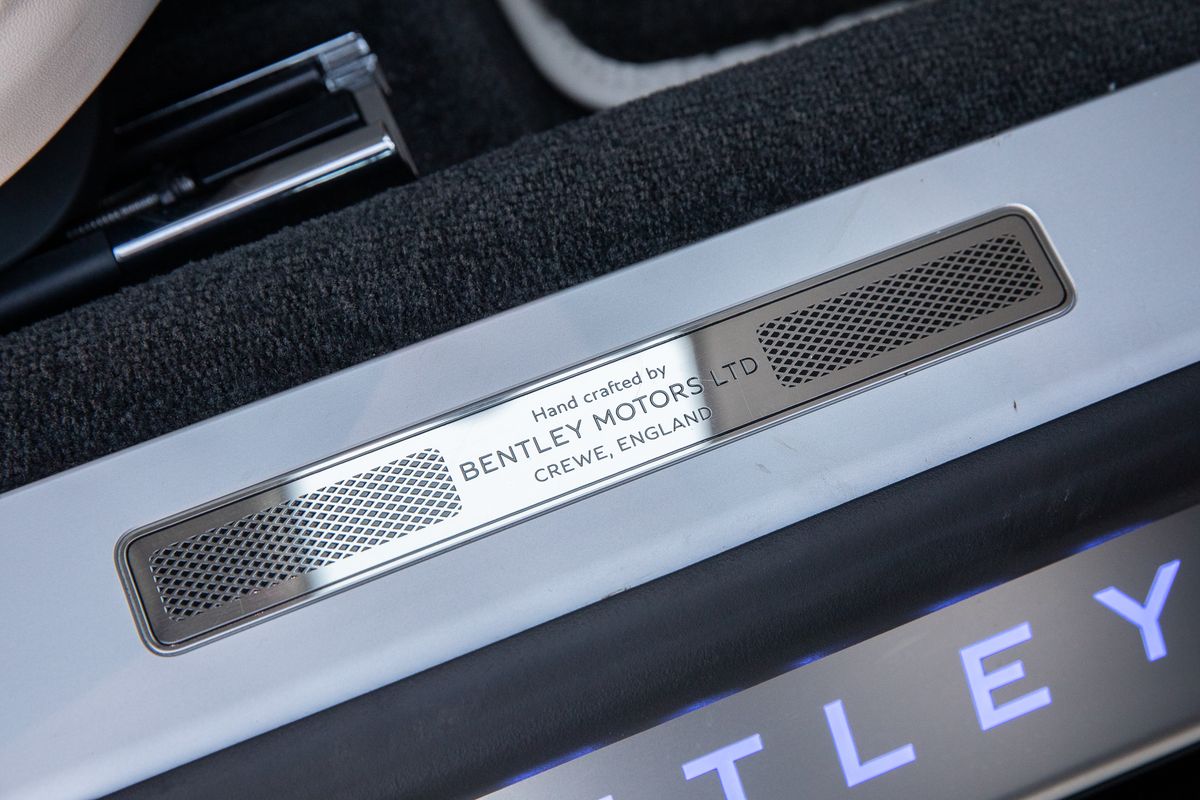 Hand crafted by
BENTLEY MOTORS LTD
CREWE, ENGLAND
TLEY